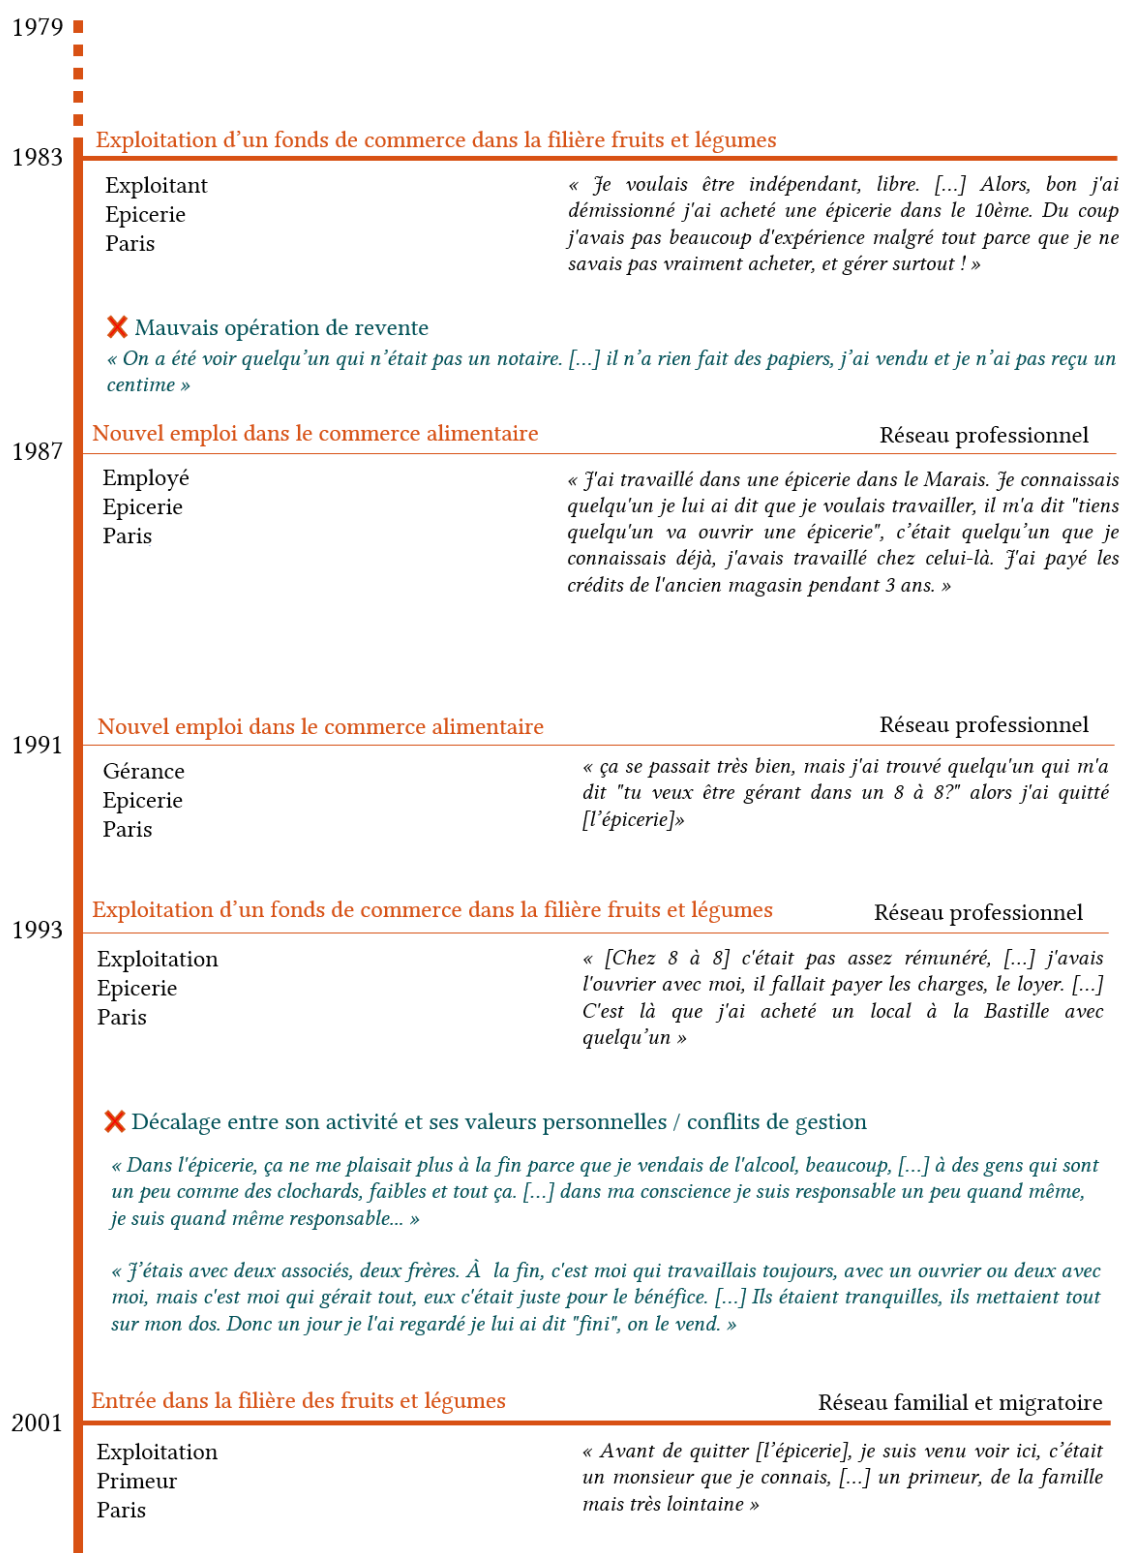 1979
Exploitation d’un fonds de commerce dans la filière fruits et légumes
1983
Exploitant
Epicerie
Paris
« Je voulais être indépendant, libre. [...] Alors, bon j'ai
démissionné j'ai acheté une épicerie dans le 10ème. Du coup
j'avais pas beaucoup d'expérience malgré tout parce que je ne
savais pas vraiment acheter, et gérer surtout ! »
Mauvais opération de revente
« On a été voir quelqu’un qui n’était pas un notaire. [...] il n’a rien fait des papiers, j’ai vendu et je n’ai pas reçu un
centime »
Nouvel emploi dans le commerce alimentaire
Réseau professionnel
1987
Employé
Epicerie
Paris
« J'ai travaillé dans une épicerie dans le Marais. Je connaissais
quelqu'un je lui ai dit que je voulais travailler, il m'a dit "tiens
quelqu'un va ouvrir une épicerie", c’était quelqu’un que je
connaissais déjà, j'avais travaillé chez celui-là. J'ai payé les
crédits de l'ancien magasin pendant 3 ans. »
Nouvel emploi dans le commerce alimentaire
Réseau professionnel
1991
Gérance
Epicerie
Paris
« ça se passait très bien, mais j'ai trouvé quelqu'un qui m'a
dit "tu veux être gérant dans un 8 à 8?" alors j'ai quitté
[l’épicerie]»
Exploitation d’un fonds de commerce dans la filière fruits et légumes
Réseau professionnel
1993
Exploitation
Epicerie
Paris
« [Chez 8 à 8] c'était pas assez rémunéré, [...] j'avais
l'ouvrier avec moi, il fallait payer les charges, le loyer. [...]
C'est là que j'ai acheté un local à la Bastille avec
quelqu’un »
Décalage entre son activité et ses valeurs personnelles / conflits de gestion
« Dans l'épicerie, ça ne me plaisait plus à la fin parce que je vendais de l'alcool, beaucoup, [...] à des gens qui sont
un peu comme des clochards, faibles et tout ça. [...] dans ma conscience je suis responsable un peu quand même,
je suis quand même responsable... »
« J’étais avec deux associés, deux frères. À la fin, c'est moi qui travaillais toujours, avec un ouvrier ou deux avec
moi, mais c'est moi qui gérait tout, eux c'était juste pour le bénéfice. [...] Ils étaient tranquilles, ils mettaient tout
sur mon dos. Donc un jour je l'ai regardé je lui ai dit "fini", on le vend. »
Entrée dans la filière des fruits et légumes
Réseau familial et migratoire
2001
Exploitation
Primeur
Paris
« Avant de quitter [l’épicerie], je suis venu voir ici, c’était
un monsieur que je connais, [...] un primeur, de la famille
mais très lointaine »